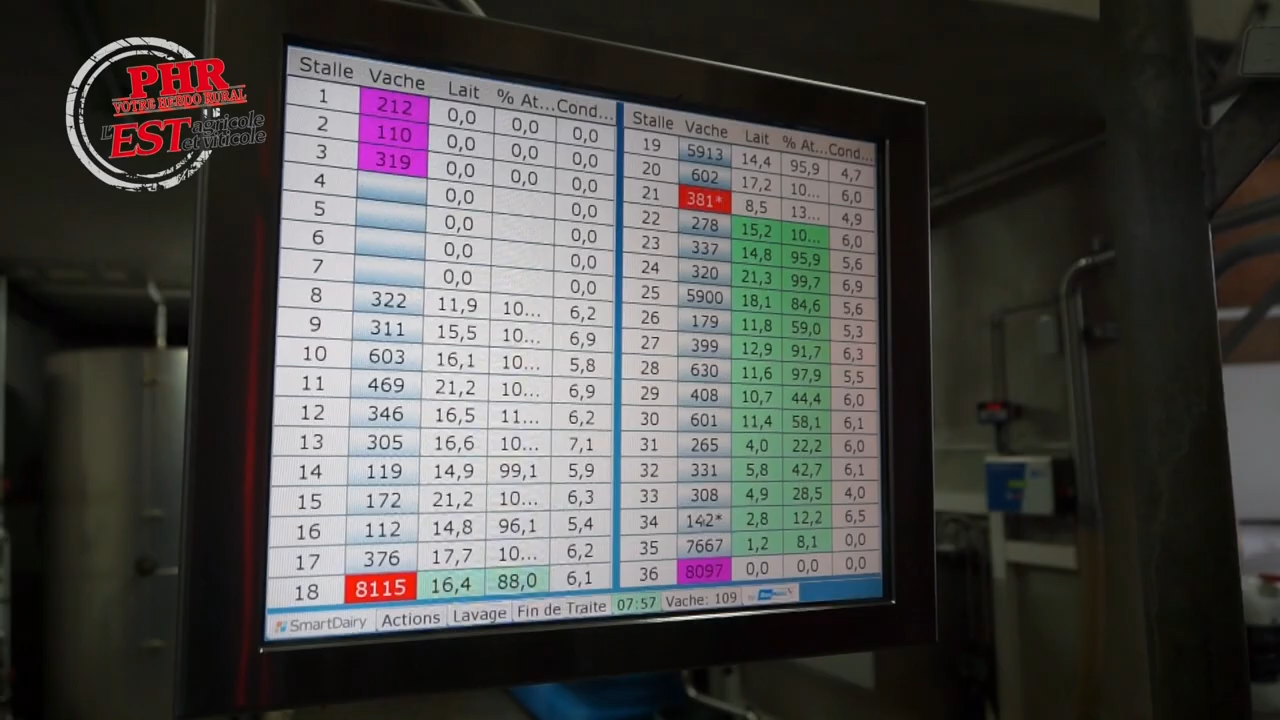 PHR
VOTRE HEBDO RURAL
L'EST agricole
et viticole
Stalle Vache Lait % At... Cond...
1 212 0,0 0,0 0,0
2 110 0,0 0,0 0,0
3 319 0,0 0,0 0,0
4 0,0 0,0
5 0,0 0,0
6 0,0 0,0
7 0,0 0,0
8 322 11,9 10... 6,2
9 311 15,5 10... 6,9
10 603 16,1 10... 5,8
11 469 21,2 10... 6,9
12 346 16,5 11... 6,2
13 305 16,6 10... 7,1
14 119 14,9 99,1 5,9
15 172 21,2 10... 6,3
16 112 14,8 96,1 5,4
17 376 17,7 10... 6,2
18 8115 16,4 88,0 6,1
Stalle Vache Lait % At... Cond...
19 5913 14,4 95,9 4,7
20 602 17,2 10... 6,0
21 381* 8,5 13... 4,9
22 278 15,2 10... 6,0
23 337 14,8 95,9 5,6
24 320 21,3 99,7 6,9
25 5900 18,1 84,6 5,6
26 179 11,8 59,0 5,3
27 399 12,9 91,7 6,3
28 630 11,6 97,9 5,5
29 408 10,7 44,4 6,0
30 601 11,4 58,1 6,1
31 265 4,0 22,2 6,0
32 331 5,8 42,7 6,1
33 308 4,9 28,5 4,0
34 142* 2,8 12,2 6,5
35 7667 1,2 8,1 0,0
36 8097 0,0 0,0 0,0
SmartDairy Actions Lavage Fin de Traite 07:57 Vache: 109